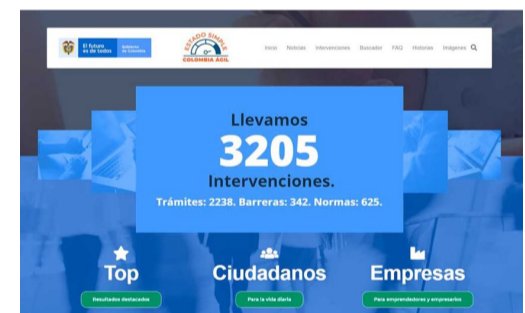 El futuro es de todos
Gobierno de Colombia
ESTADO SIMPLE
COLOMBIA ÁGIL
Inicio Noticias Intervenciones Buscador FAQ Historias Imágenes
Llevamos
3205
Intervenciones.
Trámites: 2238. Barreras: 342. Normas: 625.
Top Ciudadanos Empresas
Resultados destacados Para la vida diaria Para emprendedores y empresarios